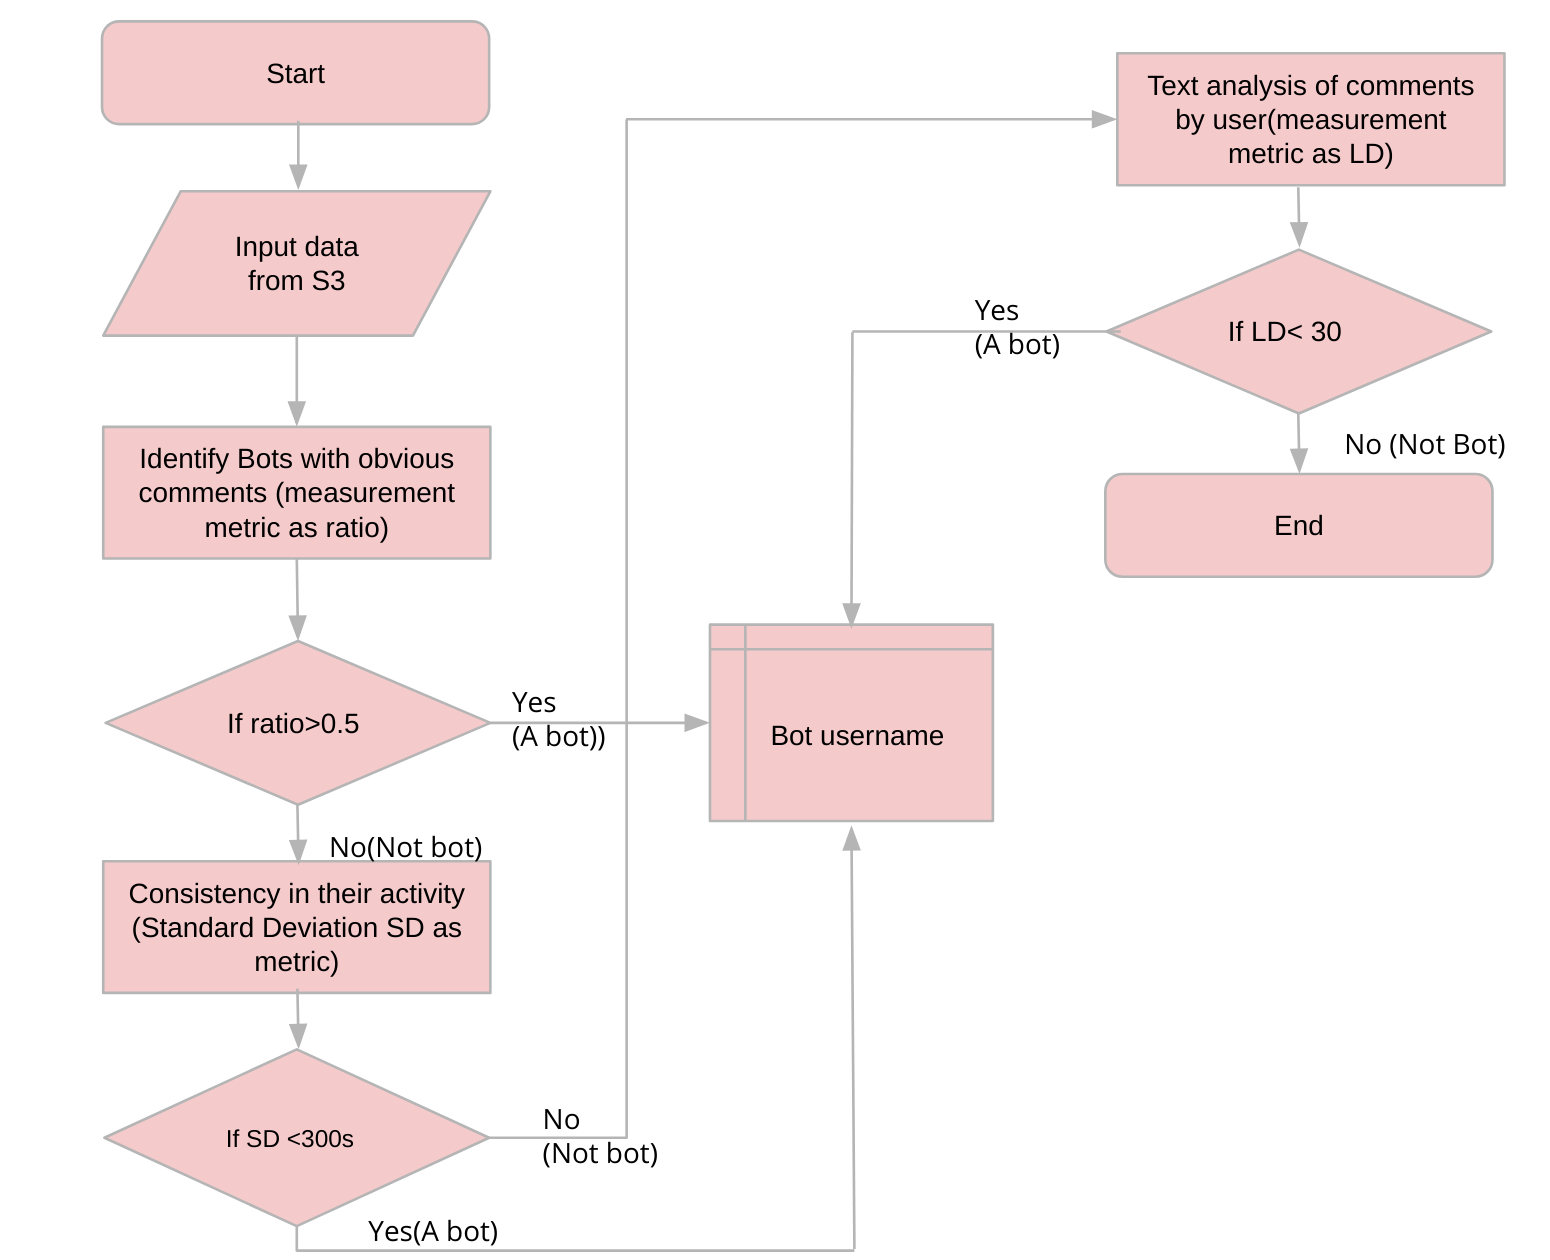 Start
Input data
from S3
Identify Bots with obvious
comments (measurement
metric as ratio)
If ratio>0.5
Yes
(A bot))
No(Not bot)
Consistency in their activity
(Standard Deviation SD as
metric)
If SD <300s
No
(Not bot)
Yes(A bot)
Bot username
Text analysis of comments
by user(measurement
metric as LD)
If LD< 30
Yes
(A bot)
No (Not Bot)
End